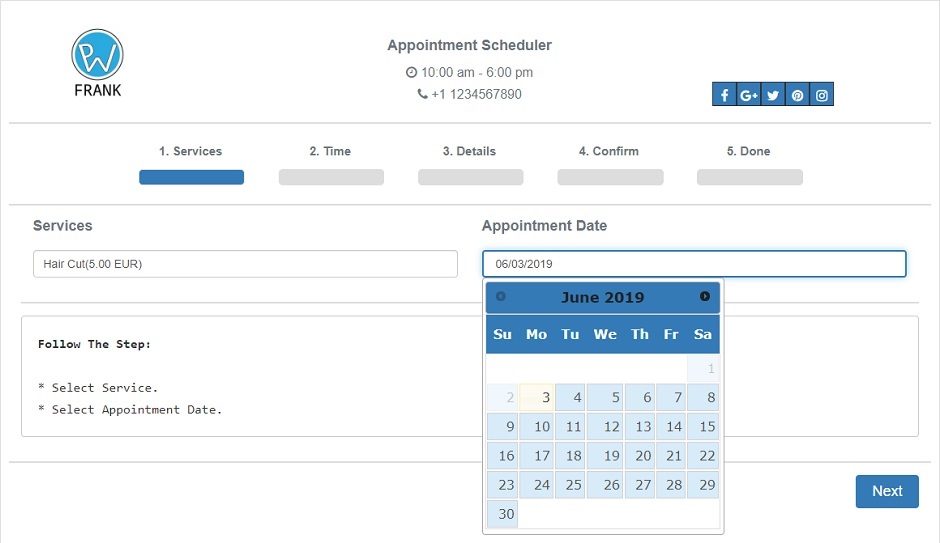 PW
FRANK
Appointment Scheduler
10:00 am - 6:00 pm
+1 1234567890
f G+
1. Services 2. Time 3. Details 4. Confirm 5. Done
Services
Hair Cut(5.00 EUR)
Appointment Date
06/03/2019
June 2019
Su Mo Tu We Th Fr Sa
1
2 3 4 5 6 7 8
9 10 11 12 13 14 15
16 17 18 19 20 21 22
23 24 25 26 27 28 29
30
Follow The Step:
* Select Service.
* Select Appointment Date.
Next